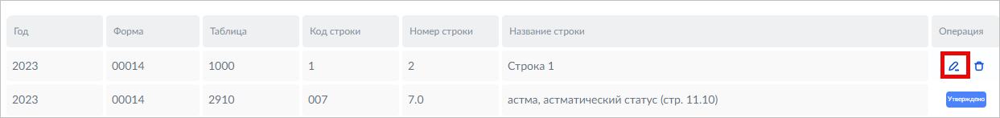 Год Форма Таблица Код строки Номер строки Название строки Операция
2023 00014 1000 1 2 Строка 1
2023 00014 2910 007 7.0 астма, астматический статус (стр. 11.10) Утверждено